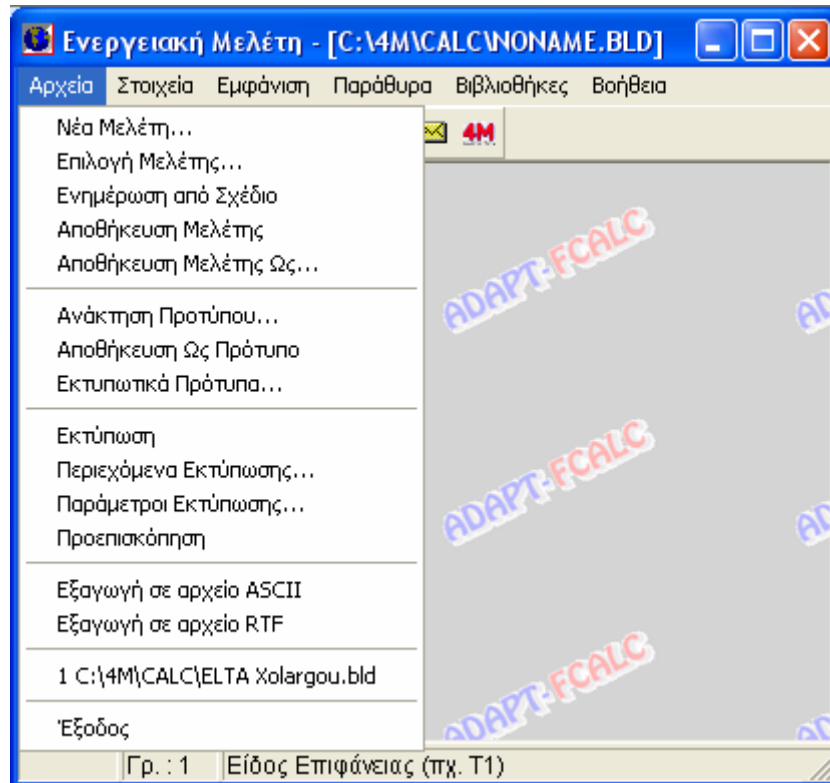 Ενεργειακή Μελέτη - [C:\4M\CALC\NONAME.BLD]
Αρχεία Στοιχεία Εμφάνιση Παράθυρα Βιβλιοθήκες Βοήθεια
4M
Νέα Μελέτη...
Επιλογή Μελέτης...
Ενημέρωση από Σχέδιο
Αποθήκευση Μελέτης
Αποθήκευση Μελέτης Ως...
Ανάκτηση Προτύπου...
Αποθήκευση Ως Πρότυπο
Εκτυπωτικά Πρότυπα...
Εκτύπωση
Περιεχόμενα Εκτύπωσης...
Παράμετροι Εκτύπωσης...
Προεπισκόπηση
Εξαγωγή σε αρχείο ASCII
Εξαγωγή σε αρχείο RTF
1 C:\4M\CALC\ELTA Xolargou.bld
Έξοδος
ADAPT-FCALC
ADAPT-FCALC
ADAPT-FCALC
Γρ. : 1 Είδος Επιφάνειας (πχ. Τ1)